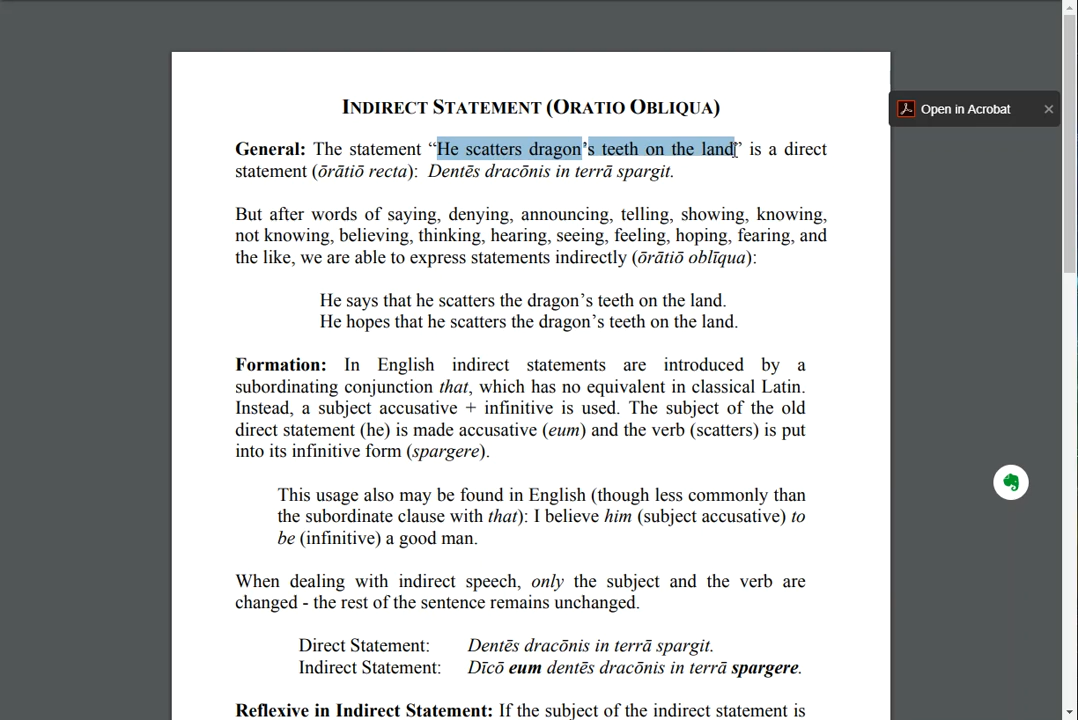 INDIRECT STATEMENT (ORATIO OBLIQUA)
Open in Acrobat
General: The statement “He scatters dragon’s teeth on the land” is a direct
statement (ōrātiō recta): Dentēs dracōnis in terrā spargit.
But after words of saying, denying, announcing, telling, showing, knowing,
not knowing, believing, thinking, hearing, seeing, feeling, hoping, fearing, and
the like, we are able to express statements indirectly (ōrātiō oblīqua):
He says that he scatters the dragon’s teeth on the land.
He hopes that he scatters the dragon’s teeth on the land.
Formation: In English indirect statements are introduced by a
subordinating conjunction that, which has no equivalent in classical Latin.
Instead, a subject accusative + infinitive is used. The subject of the old
direct statement (he) is made accusative (eum) and the verb (scatters) is put
into its infinitive form (spargere).
This usage also may be found in English (though less commonly than
the subordinate clause with that): I believe him (subject accusative) to
be (infinitive) a good man.
When dealing with indirect speech, only the subject and the verb are
changed - the rest of the sentence remains unchanged.
Direct Statement: Dentēs dracōnis in terrā spargit.
Indirect Statement: Dīcō eum dentēs dracōnis in terrā spargere.
Reflexive in Indirect Statement: If the subject of the indirect statement is